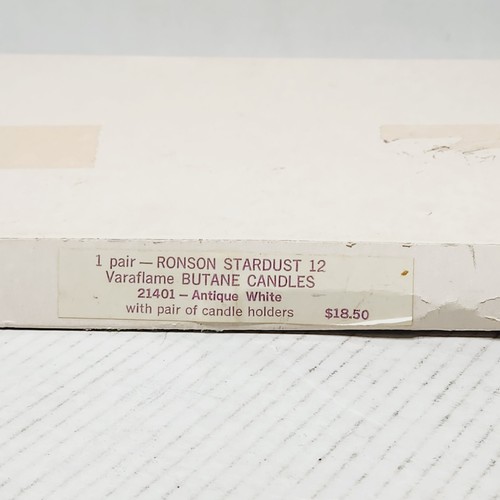 1 pair — RONSON STARDUST 12
Varaflame BUTANE CANDLES
21401 — Antique White
with pair of candle holders $18.50